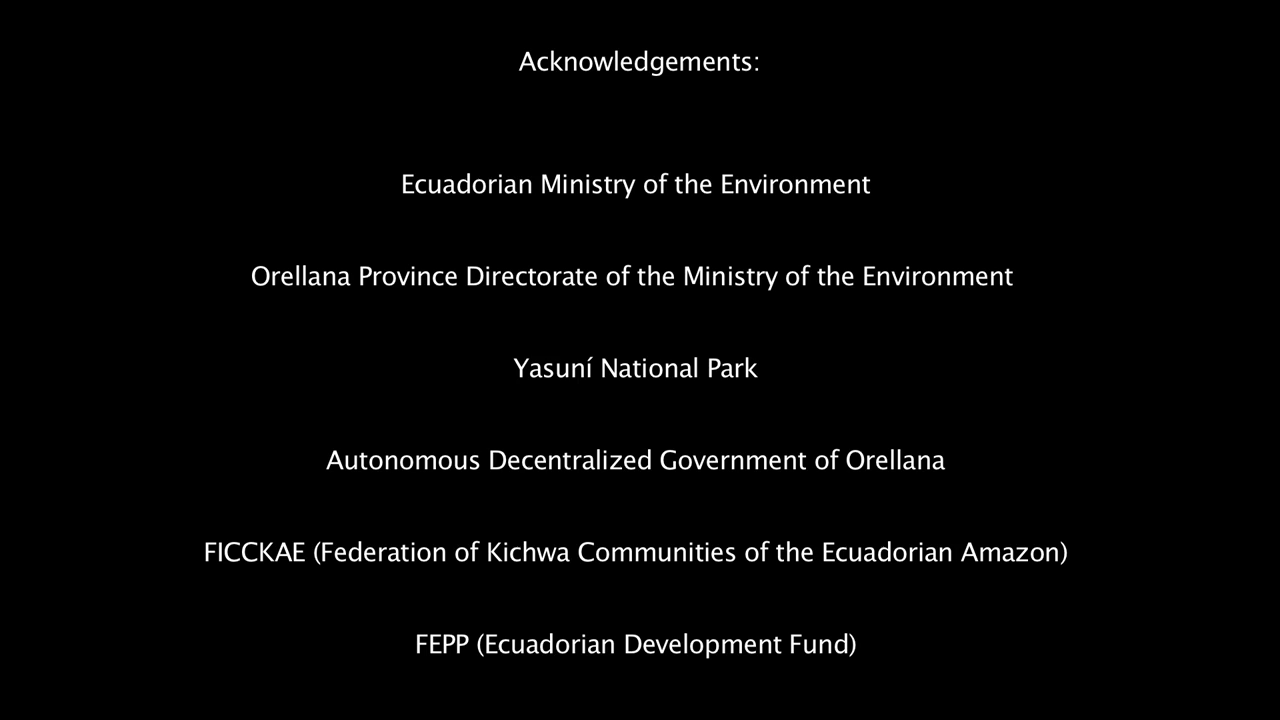 Acknowledgements:
Ecuadorian Ministry of the Environment
Orellana Province Directorate of the Ministry of the Environment
Yasuní National Park
Autonomous Decentralized Government of Orellana
FICCKAE (Federation of Kichwa Communities of the Ecuadorian Amazon)
FEPP (Ecuadorian Development Fund)